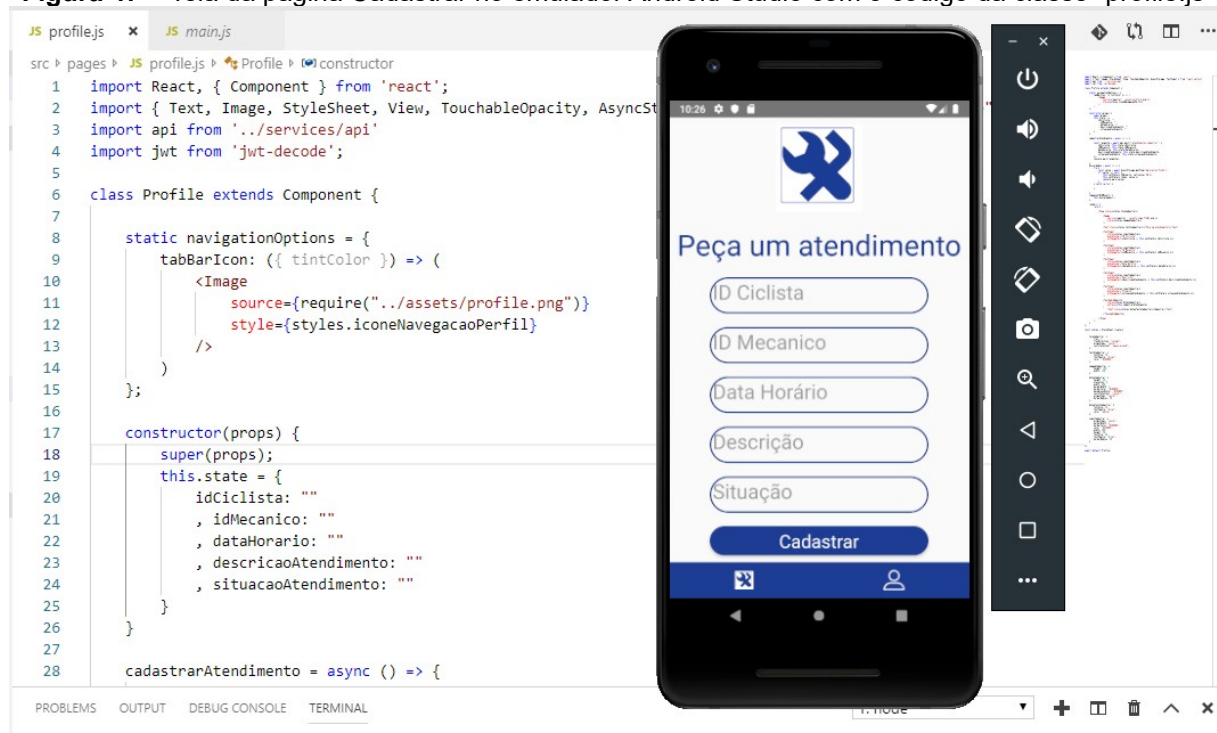 Tela da página Cadastrar no emulador Android Studio com o código da classe "profile.js"
JS profile.js × JS main.js
src pages JS profile.js Profile constructor
1 import React, { Component } from 'react';
2 import { Text, Image, StyleSheet, View, TouchableOpacity, AsyncSt
3 import api from '../services/api'
4 import jwt from 'jwt-decode';
5
6 class Profile extends Component {
7
8 static navigationOptions = {
9 tabBarIcon: ({ tintColor }) => (
10 <Image
11 source={require("../assets/profile.png")}
12 style={styles.iconeNavegacaoPerfil}
13 />
14 )
15 };
16
17 constructor(props) {
18 super(props);
19 this.state = {
20 idCiclista: ""
21 , idMecanico: ""
22 , dataHorario: ""
23 , descricaoAtendimento: ""
24 , situacaoAtendimento: ""
25 }
26 }
27
28 cadastrarAtendimento = async () => {
PROBLEMS OUTPUT DEBUG CONSOLE TERMINAL
1: node
10:26
Peça um atendimento
ID Ciclista
ID Mecanico
Data Horário
Descrição
Situação
Cadastrar